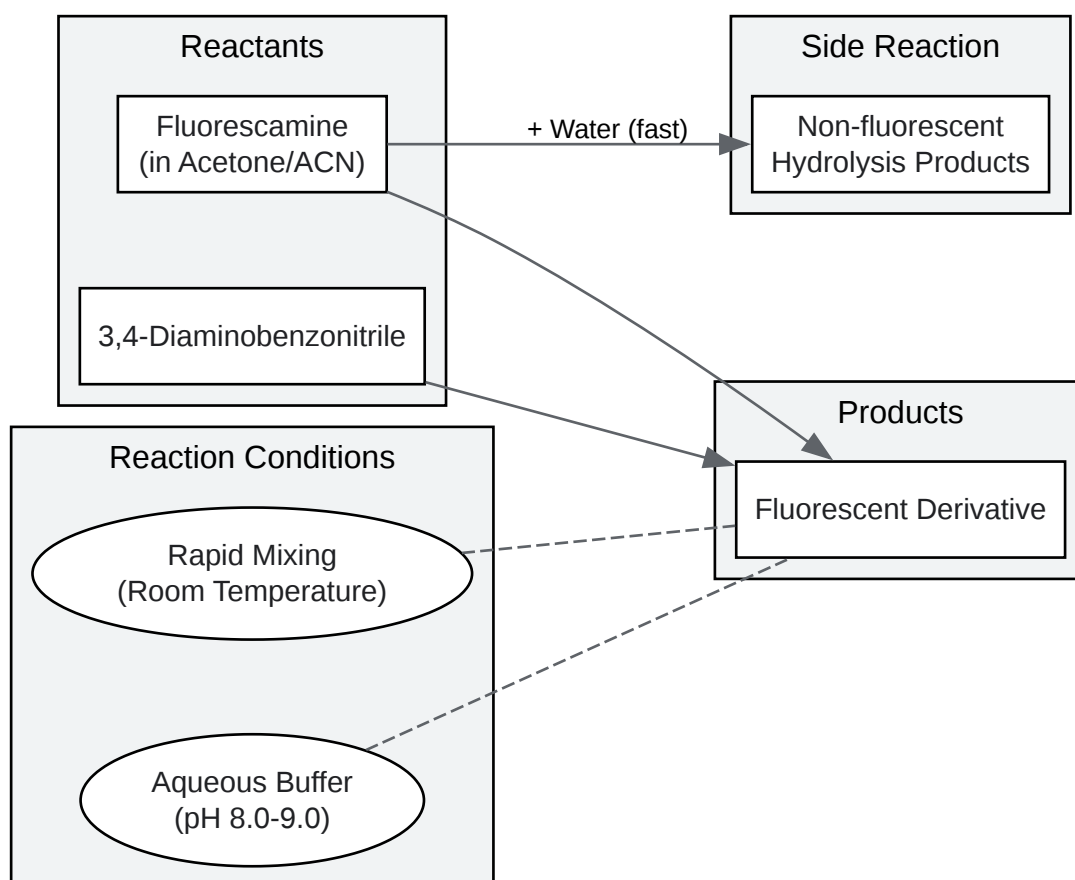 Reactants
Fluorescamine
(in Acetone/ACN)
3,4-Diaminobenzonitrile
+ Water (fast)
Side Reaction
Non-fluorescent
Hydrolysis Products
Products
Fluorescent Derivative
Reaction Conditions
Rapid Mixing
(Room Temperature)
Aqueous Buffer
(pH 8.0-9.0)